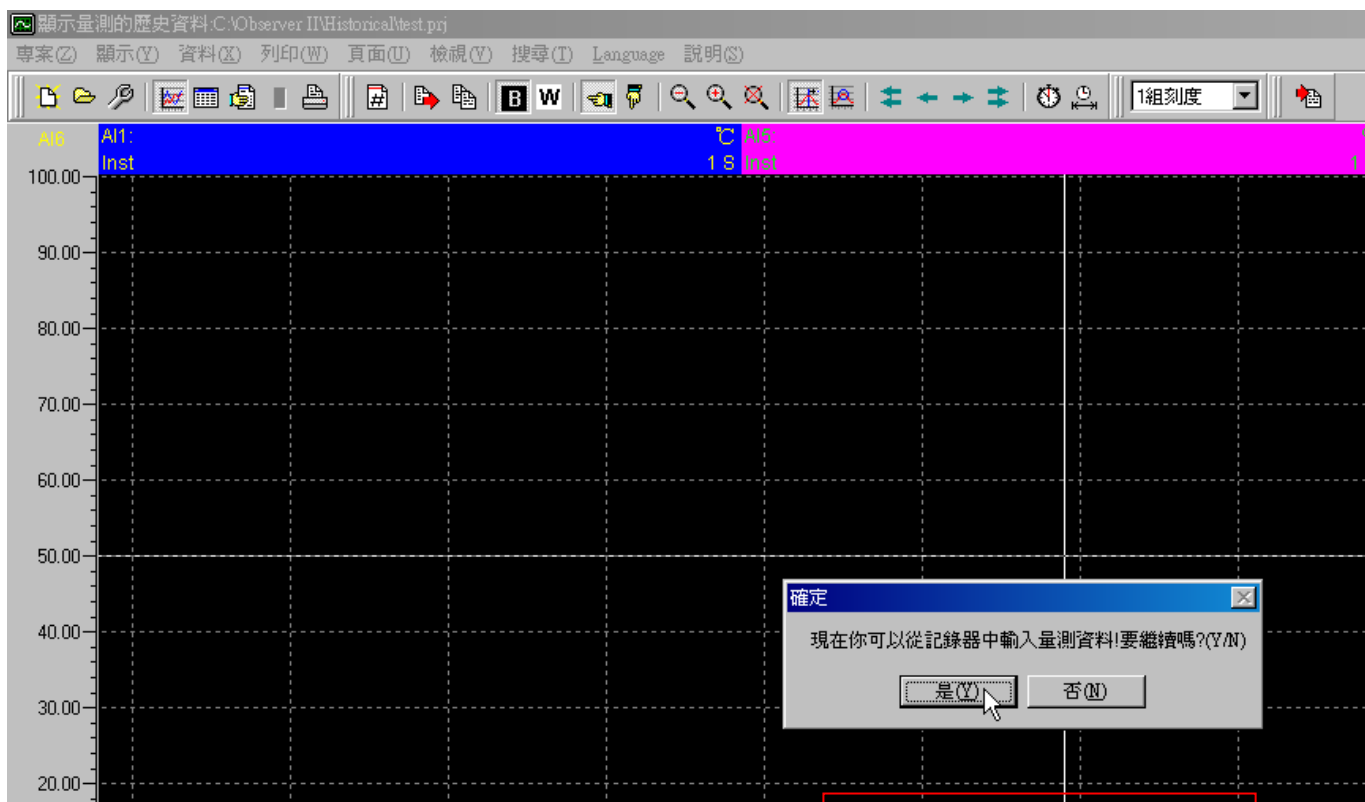 顯示量測的歷史資料:C:\Observer II\Historical\test.prj
專案(Z) 顯示(Y) 資料(X) 列印(W) 頁面(U) 檢視(V) 搜尋(T) Language 説明(S)
B W 1組刻度
AI6 AI1: ℃ AI5:
Inst 1 S Inst 1
100.00
90.00
80.00
70.00
60.00
50.00
確定
40.00
現在你可以從記錄器中輸入量測資料!要繼續嗎?(Y/N)
是(Y) 否(N)
30.00
20.00